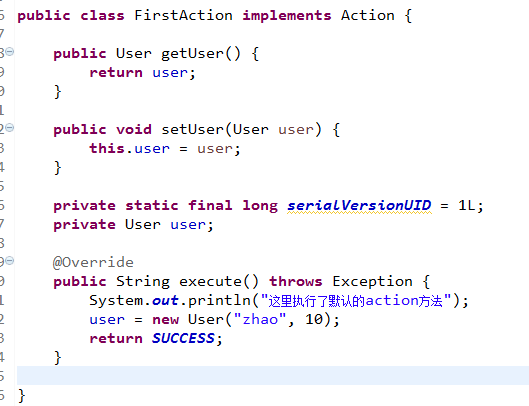 public class FirstAction implements Action {
public User getUser() {
return user;
}
public void setUser(User user) {
this.user = user;
}
private static final long serialVersionUID = 1L;
private User user;
@Override
public String execute() throws Exception {
System.out.println("这里执行了默认的action方法");
user = new User("zhao", 10);
return SUCCESS;
}
}